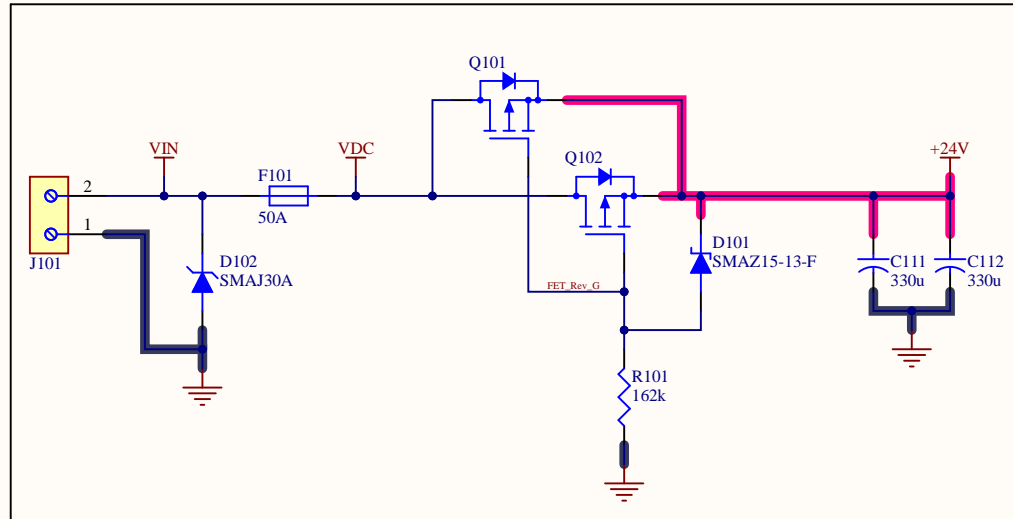 Q101
VIN
VDC
Q102
+24V
2
F101
50A
1
J101
D102
SMAJ30A
D101
SMAZ15-13-F
C111
330u
C112
330u
FET_Rev_G
R101
162k